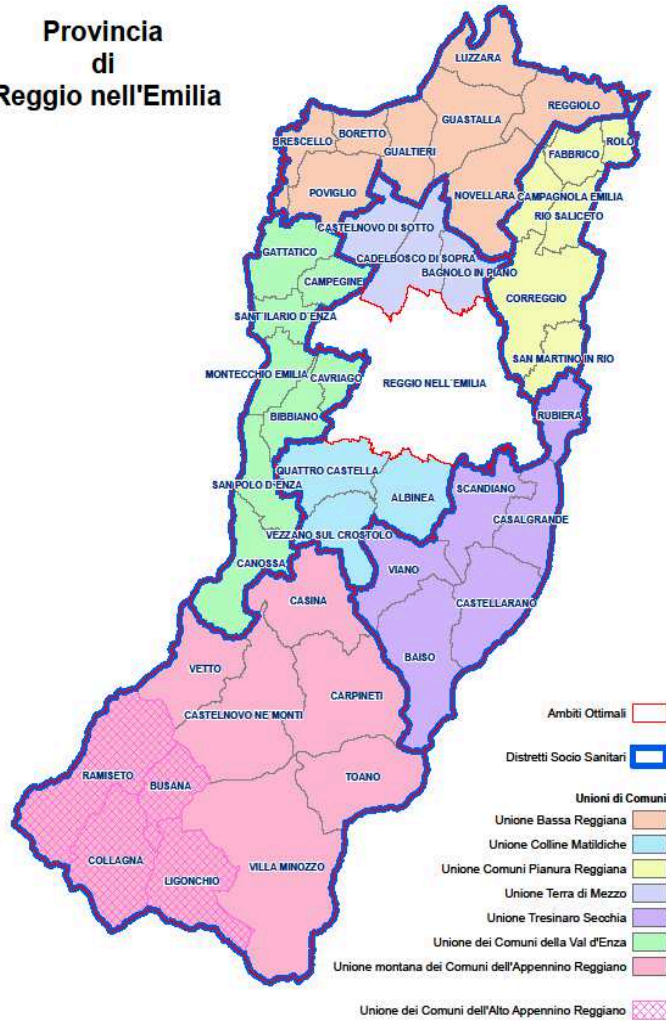 Provincia
di
Reggio nell'Emilia
LUZZARA
REGGIOLO
GUASTALLA
BORETTO
BRESCELLO
GUALTIERI
FABBRICO
ROLO
POVIGLIO
NOVELLARA
CAMPAGNOLA EMILIA
RIO SALICETO
CASTELNOVO DI SOTTO
GATTATICO
CADELBOSCO DI SOPRA
BAGNOLO IN PIANO
CAMPEGINE
CORREGGIO
SANT'ILARIO D'ENZA
SAN MARTINO IN RIO
MONTECCHIO EMILIA
CAVRIAGO
REGGIO NELL'EMILIA
BIBBIANO
RUBIERA
QUATTRO CASTELLA
SAN POLO D'ENZA
ALBINEA
SCANDIANO
CASALGRANDE
VEZZANO SUL CROSTOLO
CANOSSA
VIANO
CASINA
CASTELLARANO
BAISO
VETTO
CARPINETI
CASTELNOVO NE MONTI
RAMISETO
BUSANA
TOANO
COLLAGNA
LIGONCHIO
VILLA MINOZZO
Ambiti Ottimali
Distretti Socio Sanitari
Unioni di Comuni
Unione Bassa Reggiana
Unione Colline Matildiche
Unione Comuni Pianura Reggiana
Unione Terra di Mezzo
Unione Tresinaro Secchia
Unione dei Comuni della Val d'Enza
Unione montana dei Comuni dell'Appennino Reggiano
Unione dei Comuni dell'Alto Appennino Reggiano